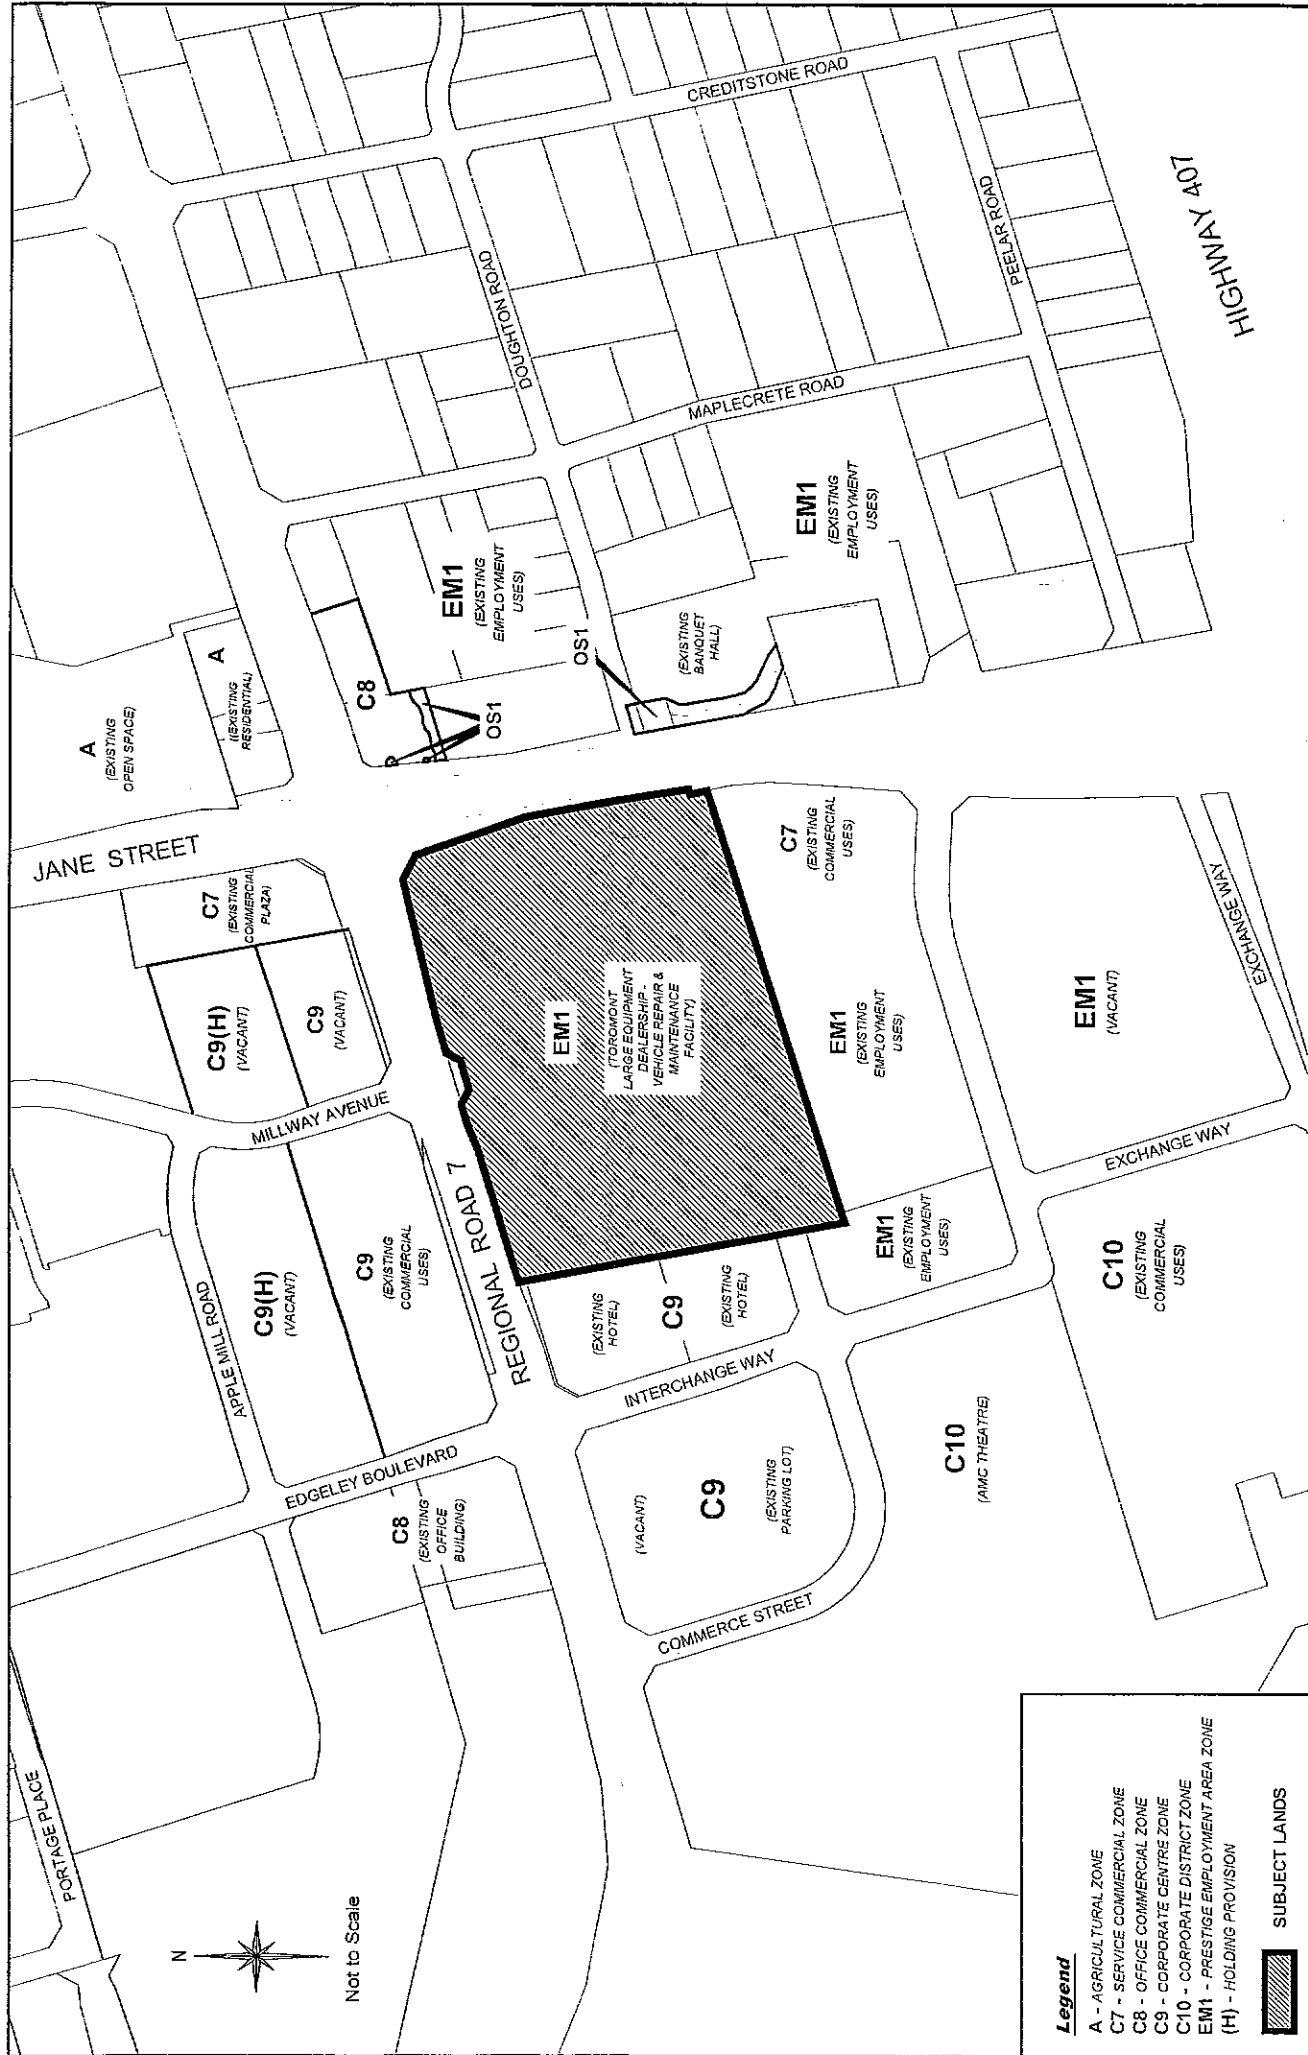 PORTAGE PLACE
N
Not to Scale
APPLE MILL ROAD
EDGELEY BOULEVARD
MILLWAY AVENUE
JANE STREET
REGIONAL ROAD 7
INTERCHANGE WAY
COMMERCE STREET
EXCHANGE WAY
EXCHANGE WAY
DOUGHTON ROAD
MAPLECRETE ROAD
CREDITSTONE ROAD
PEELAR ROAD
HIGHWAY 407
C8
(EXISTING
OFFICE
BUILDING)
C9(H)
(VACANT)
C9
(EXISTING
COMMERCIAL
USES)
C9(H)
(VACANT)
C9
(VACANT)
C7
(EXISTING
COMMERCIAL
PLAZA)
A
(EXISTING
OPEN SPACE)
A
((EXISTING
RESIDENTIAL)
C8
OS1
EM1
(EXISTING
EMPLOYMENT
USES)
OS1
(EXISTING
BANQUET
HALL)
EM1
(EXISTING
EMPLOYMENT
USES)
EM1
(TOROMONT
LARGE EQUIPMENT
DEALERSHIP -
VEHICLE REPAIR &
MAINTENANCE
FACILITY)
(EXISTING
HOTEL)
C9
(EXISTING
HOTEL)
(VACANT)
C9
(EXISTING
PARKING LOT)
C7
(EXISTING
COMMERCIAL
USES)
EM1
(EXISTING
EMPLOYMENT
USES)
EM1
(EXISTING
EMPLOYMENT
USES)
EM1
(VACANT)
C10
(AMC THEATRE)
C10
(EXISTING
COMMERCIAL
USES)
Legend
A - AGRICULTURAL ZONE
C7 - SERVICE COMMERCIAL ZONE
C8 - OFFICE COMMERCIAL ZONE
C9 - CORPORATE CENTRE ZONE
C10 - CORPORATE DISTRICT ZONE
EM1 - PRESTIGE EMPLOYMENT AREA ZONE
(H) - HOLDING PROVISION
SUBJECT LANDS